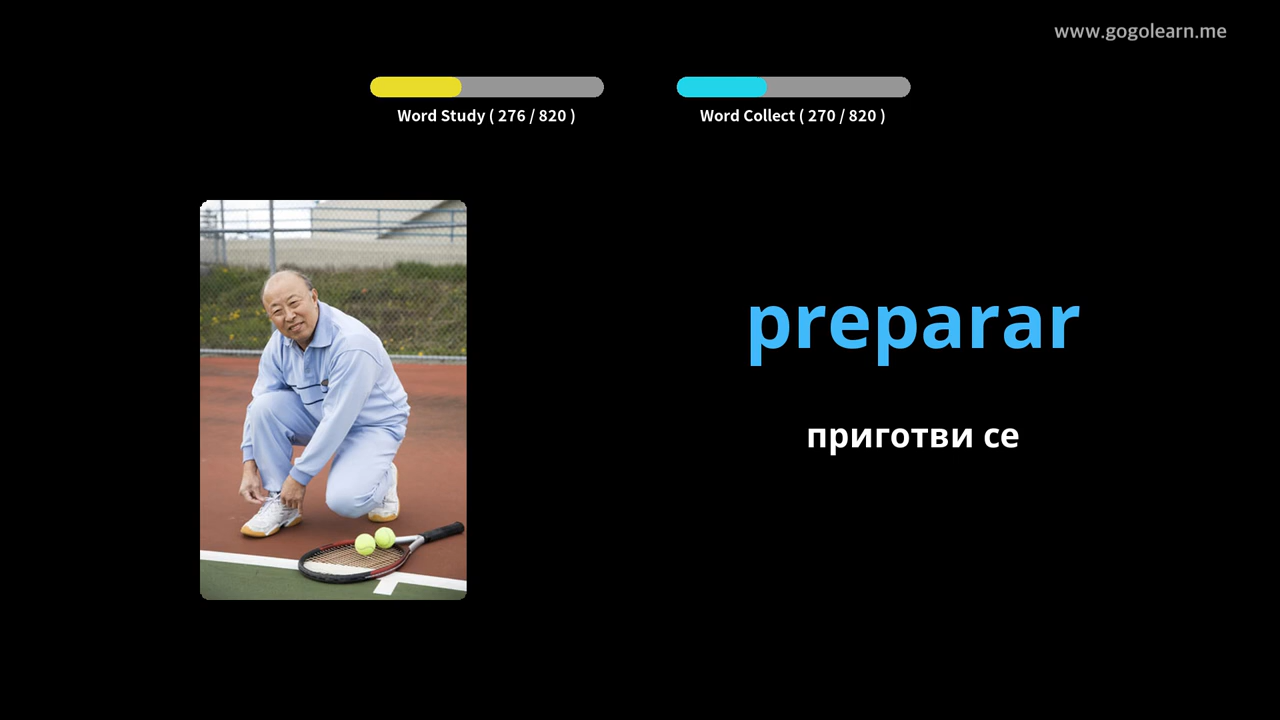 www.gogolearn.me
Word Study ( 276 / 820 )
Word Collect ( 270 / 820 )
preparar
приготви се